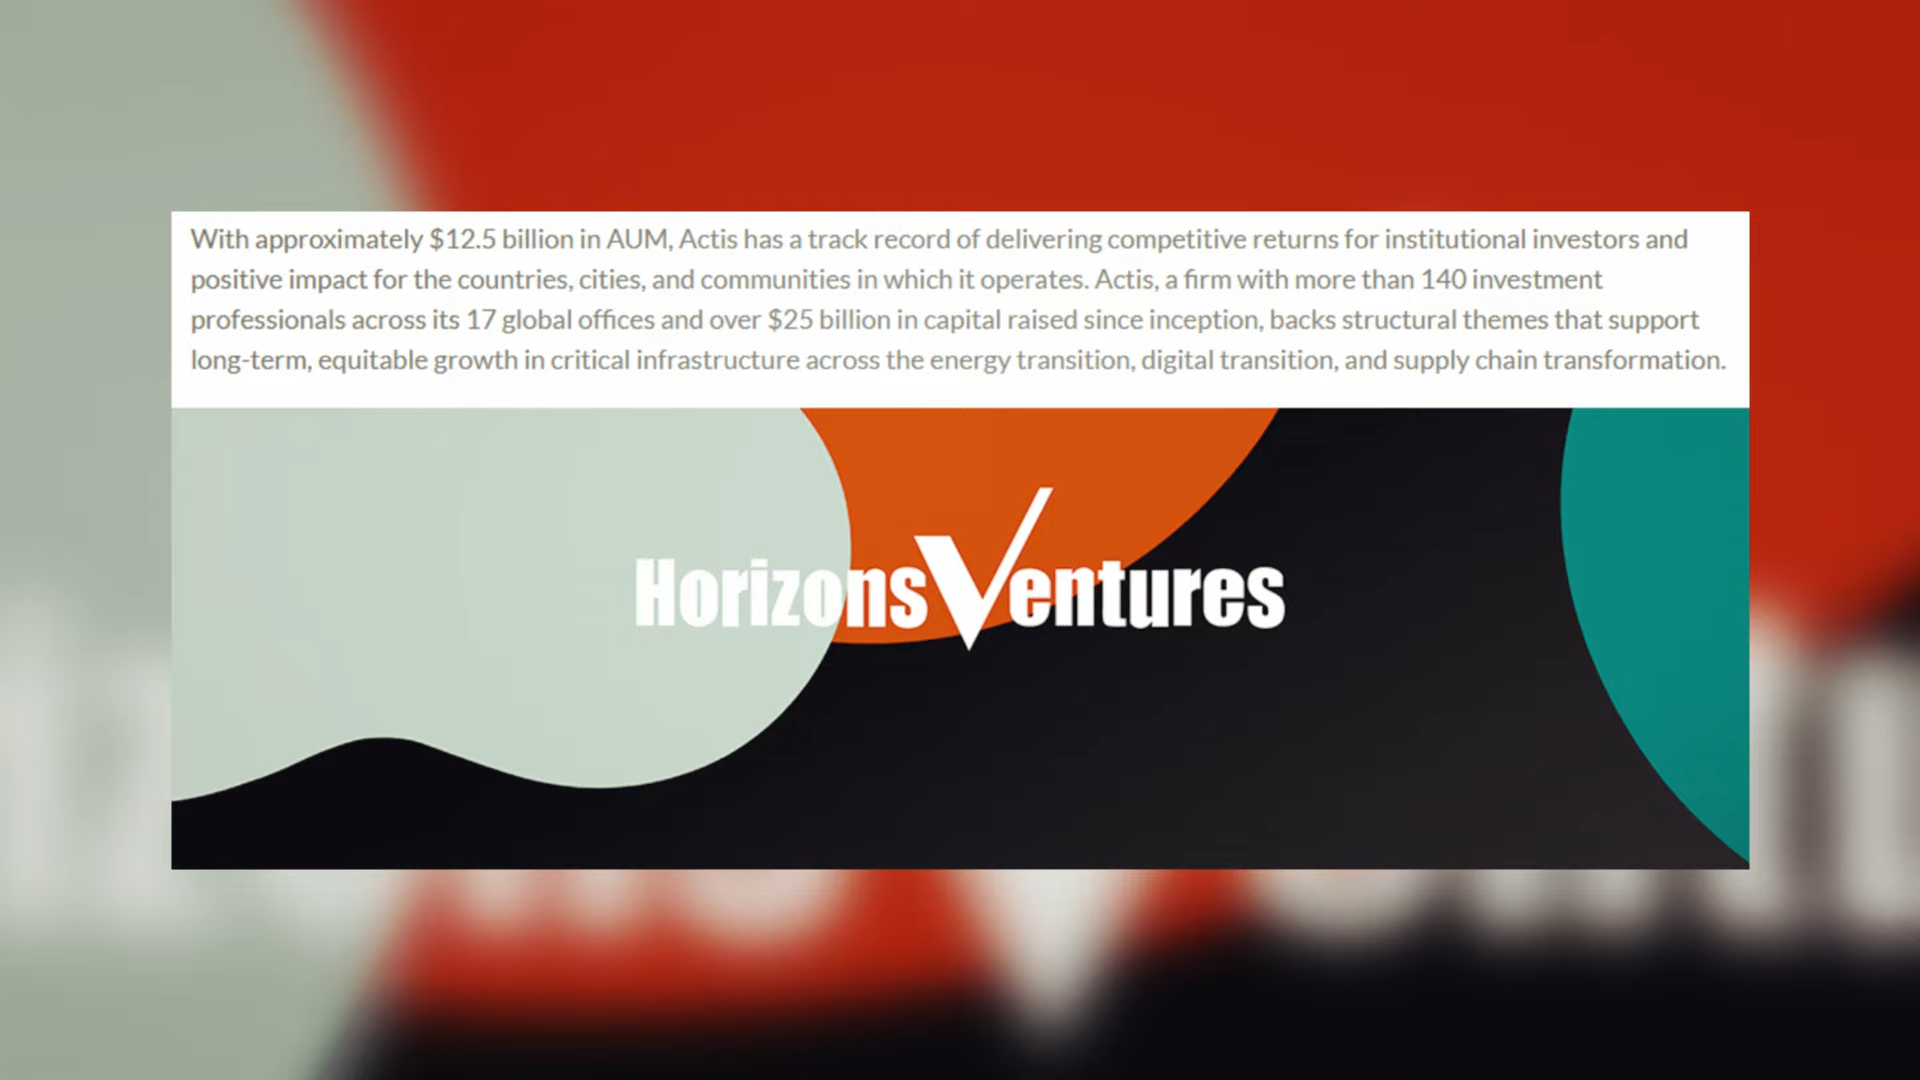 With approximately $12.5 billion in AUM, Actis has a track record of delivering competitive returns for institutional investors and
positive impact for the countries, cities, and communities in which it operates. Actis, a firm with more than 140 investment
professionals across its 17 global offices and over $25 billion in capital raised since inception, backs structural themes that support
long-term, equitable growth in critical infrastructure across the energy transition, digital transition, and supply chain transformation.
HorizonsVentures